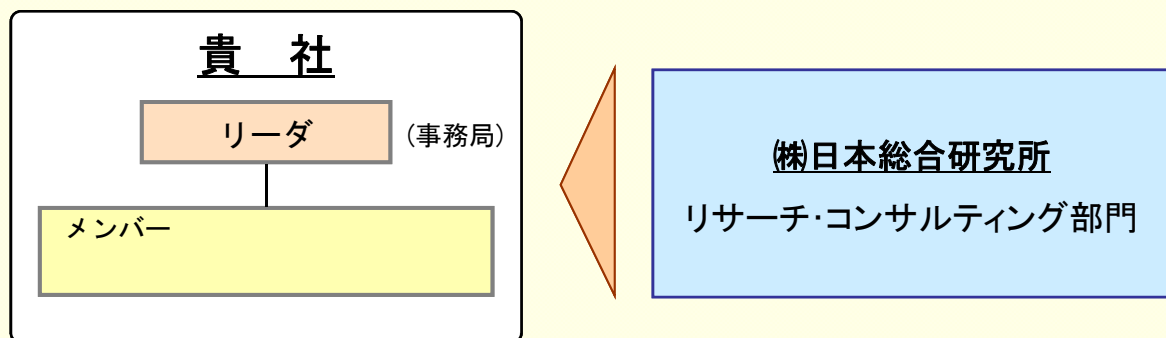 貴　社
リーダ
(事務局)
メンバー
㈱日本総合研究所
リサーチ・コンサルティング部門